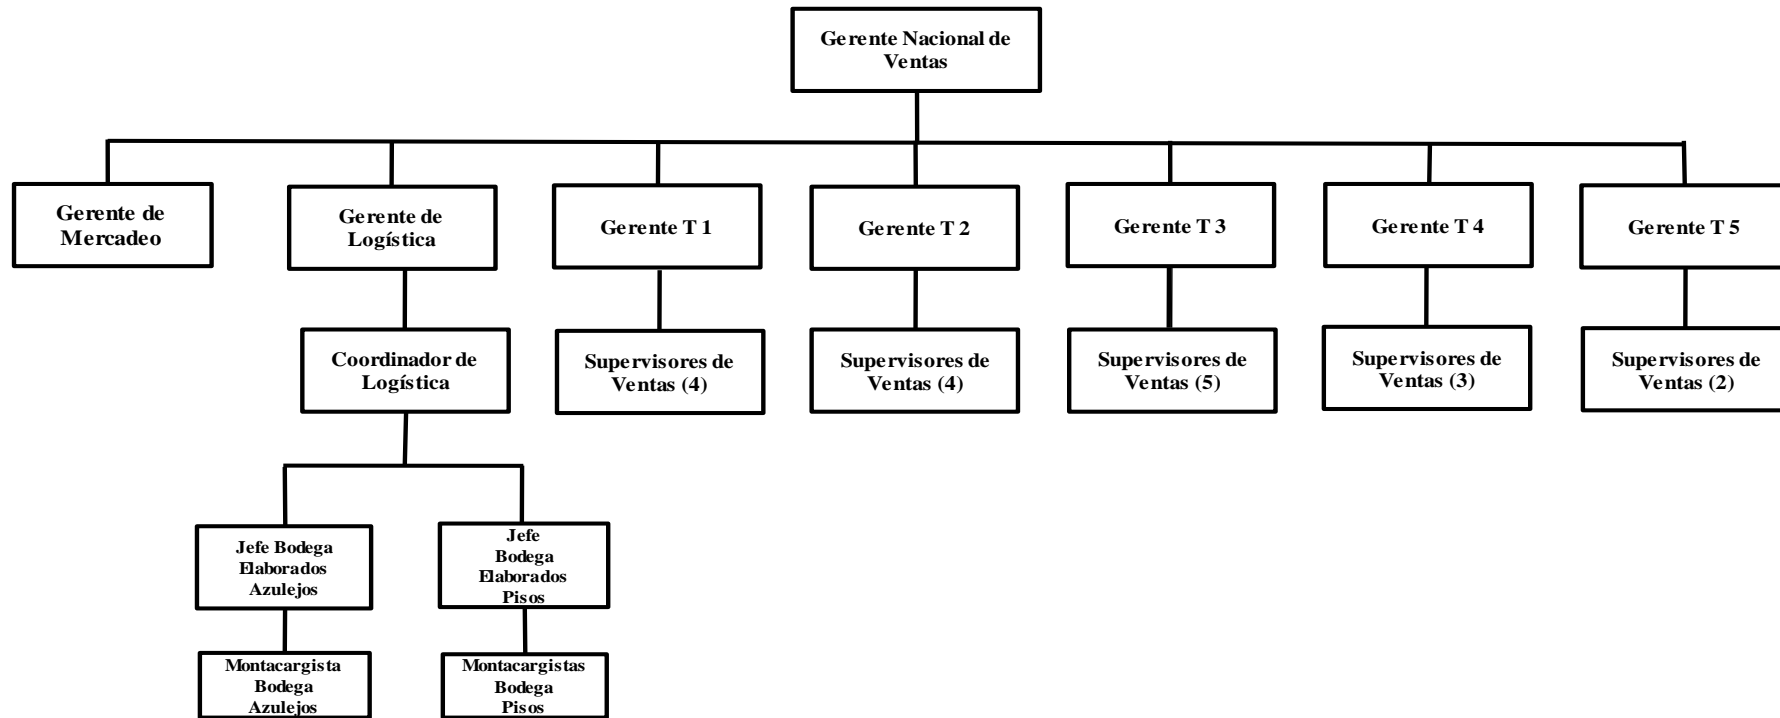 Gerente Nacional de
Ventas
Gerente de
Mercadeo
Gerente de
Logística
Gerente T 1
Gerente T 2
Gerente T 3
Gerente T 4
Gerente T 5
Coordinador de
Logística
Supervisores de
Ventas (4)
Supervisores de
Ventas (4)
Supervisores de
Ventas (5)
Supervisores de
Ventas (3)
Supervisores de
Ventas (2)
Jefe Bodega
Elaborados
Azulejos
Jefe
Bodega
Elaborados
Pisos
Montacargista
Bodega
Azulejos
Montacargistas
Bodega
Pisos